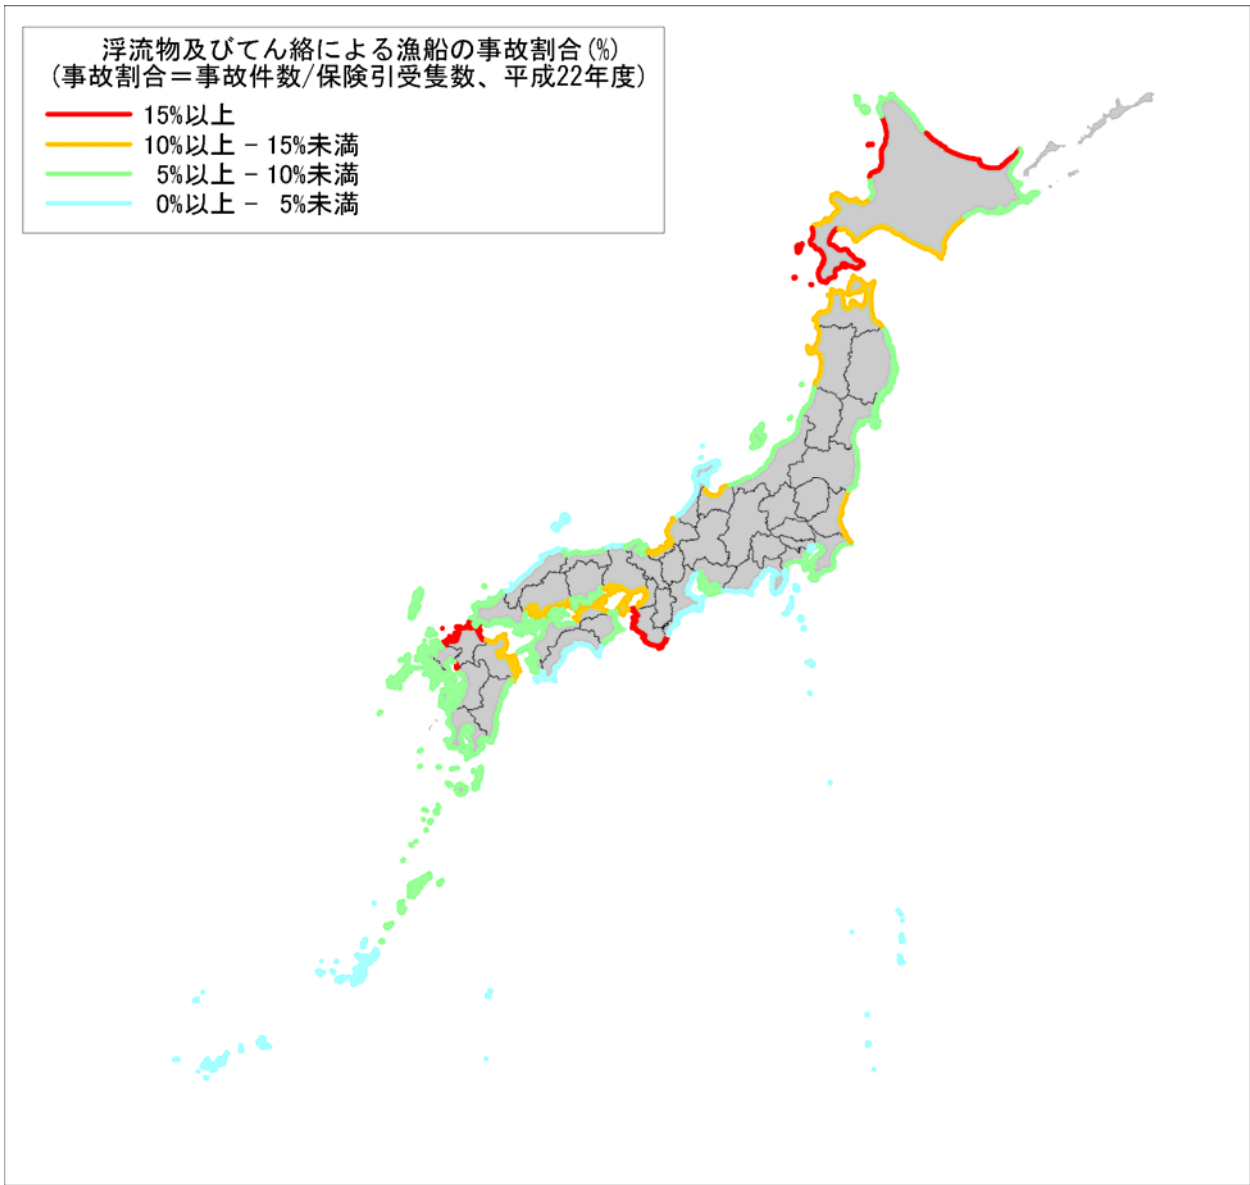 浮流物及びてん絡による漁船の事故割合(%)
(事故割合＝事故件数/保険引受隻数、平成22年度)
15%以上
10%以上 - 15%未満
5%以上 - 10%未満
0%以上 - 5%未満